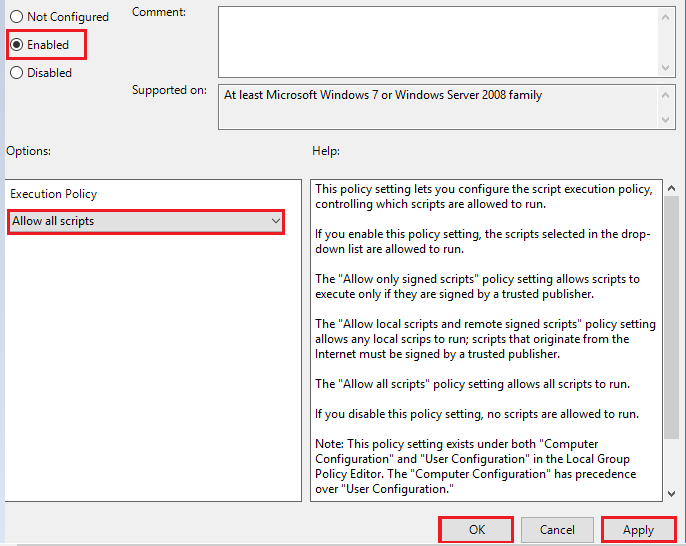 Not Configured
Comment:
Enabled
Disabled
Supported on:
At least Microsoft Windows 7 or Windows Server 2008 family
Options:
Help:
Execution Policy
Allow all scripts
This policy setting lets you configure the script execution policy,
controlling which scripts are allowed to run.
If you enable this policy setting, the scripts selected in the drop-
down list are allowed to run.
The "Allow only signed scripts" policy setting allows scripts to
execute only if they are signed by a trusted publisher.
The "Allow local scripts and remote signed scripts" policy setting
allows any local scrips to run; scripts that originate from the
Internet must be signed by a trusted publisher.
The "Allow all scripts" policy setting allows all scripts to run.
If you disable this policy setting, no scripts are allowed to run.
Note: This policy setting exists under both "Computer
Configuration" and "User Configuration" in the Local Group
Policy Editor. The "Computer Configuration" has precedence
over "User Configuration."
OK
Cancel
Apply